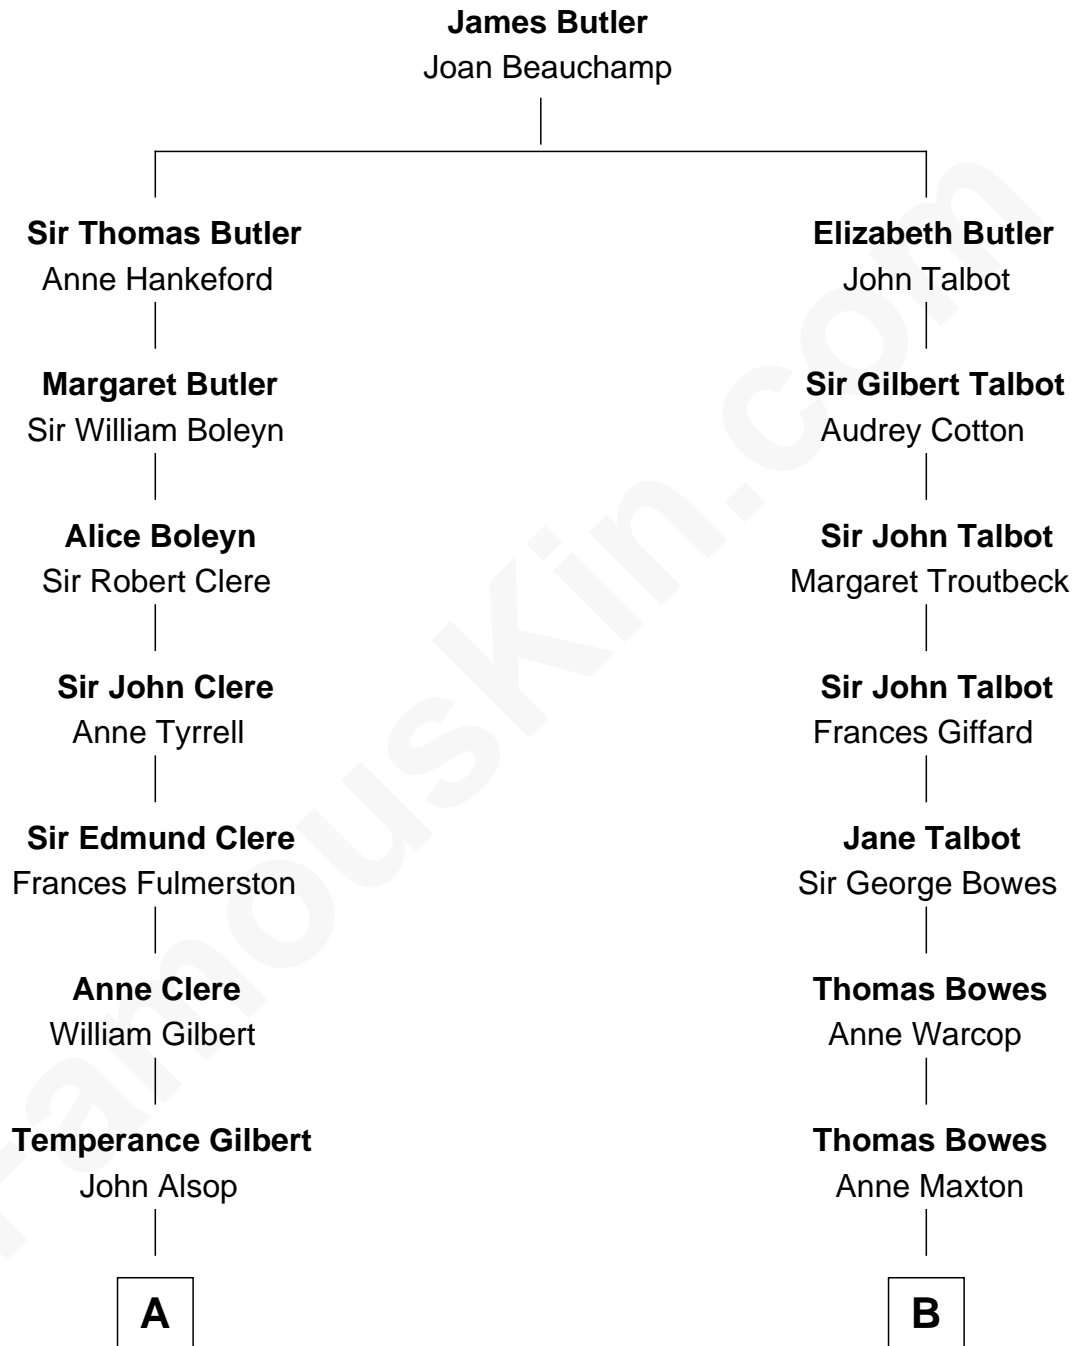 James Butler
Joan Beauchamp
Sir Thomas Butler
Anne Hankeford
Elizabeth Butler
John Talbot
Margaret Butler
Sir William Boleyn
Sir Gilbert Talbot
Audrey Cotton
Alice Boleyn
Sir Robert Clere
Sir John Talbot
Margaret Troutbeck
Sir John Clere
Anne Tyrrell
Sir John Talbot
Frances Giffard
Sir Edmund Clere
Frances Fulmerston
Jane Talbot
Sir George Bowes
Anne Clere
William Gilbert
Thomas Bowes
Anne Warcop
Temperance Gilbert
John Alsop
Thomas Bowes
Anne Maxton
A
B
FamousKin.com